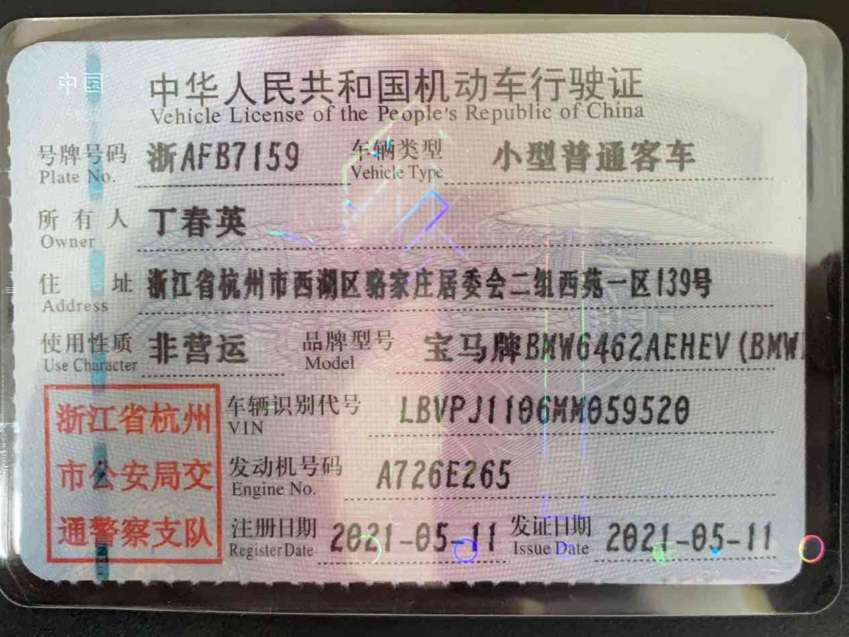 中国
中华人民共和国机动车行驶证
Vehicle License of the People's Republic of China
号牌号码 浙AFB7159 车辆类型 小型普通客车
Plate No. Vehicle Type
所有人 丁春英
Owner
住址 浙江省杭州市西湖区骆家庄居委会二组西苑一区139号
Address
使用性质 非营运 品牌型号 宝马牌BMW6462AEHEV(BMW
Use Character Model
浙江省杭州
市公安局交
通警察支队
车辆识别代号 LBVPJ1106MM059520
VIN
发动机号码 A726E265
Engine No.
注册日期 2021-05-11 发证日期 2021-05-11
Register Date Issue Date